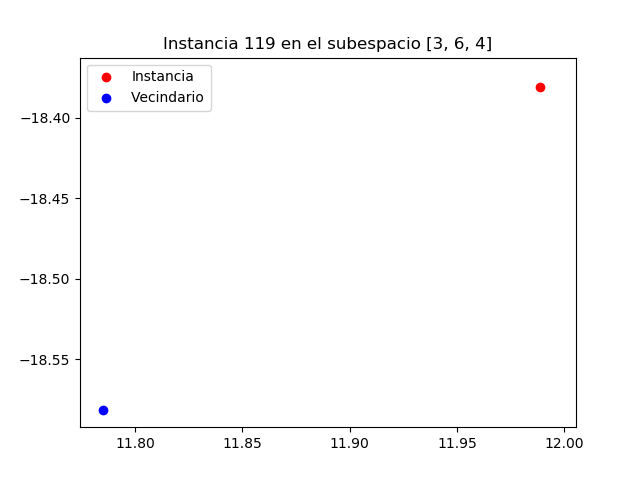 Instancia 119 en el subespacio [3, 6, 4]
Instancia
Vecindario
−18.40
−18.45
−18.50
−18.55
11.80 11.85 11.90 11.95 12.00